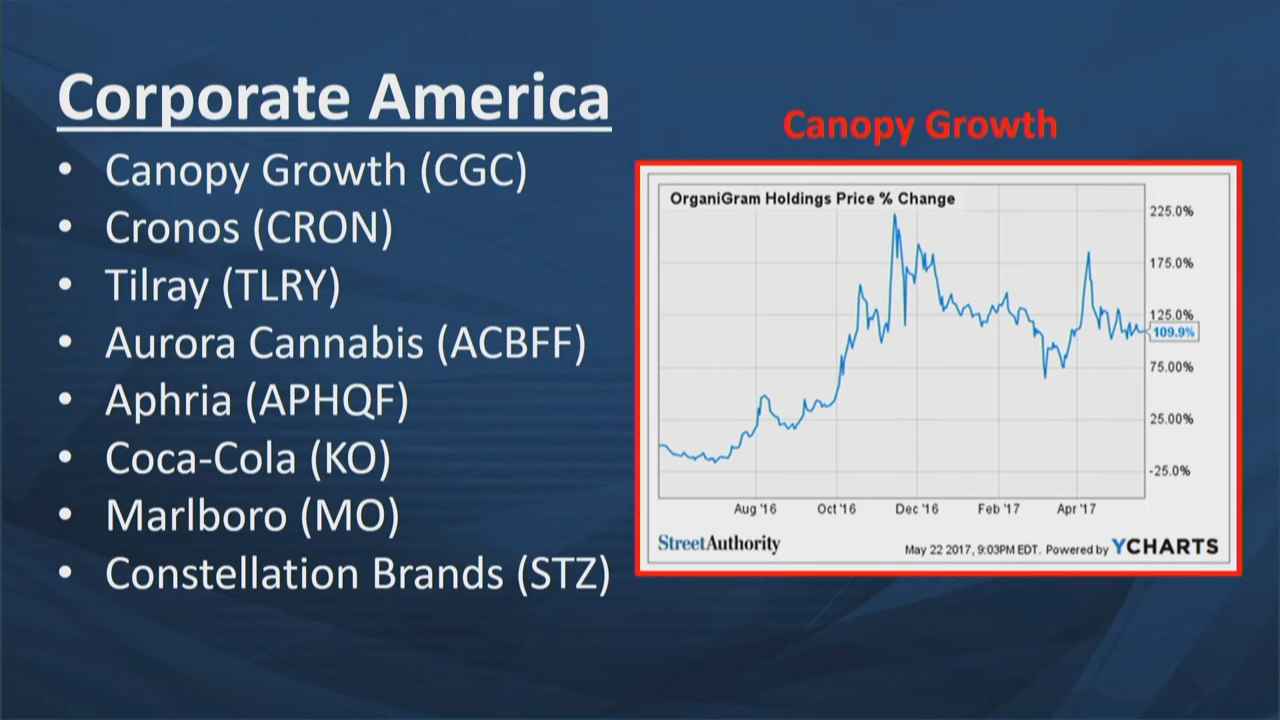 Corporate America
• Canopy Growth (CGC)
• Cronos (CRON)
• Tilray (TLRY)
• Aurora Cannabis (ACBFF)
• Aphria (APHQF)
• Coca-Cola (KO)
• Marlboro (MO)
• Constellation Brands (STZ)
Canopy Growth
OrganiGram Holdings Price % Change
225.0%
175.0%
125.0%
109.9%
75.00%
25.00%
-25.0%
Aug '16 Oct '16 Dec '16 Feb '17 Apr '17
StreetAuthority
May 22 2017, 9:03PM EDT. Powered by YCHARTS